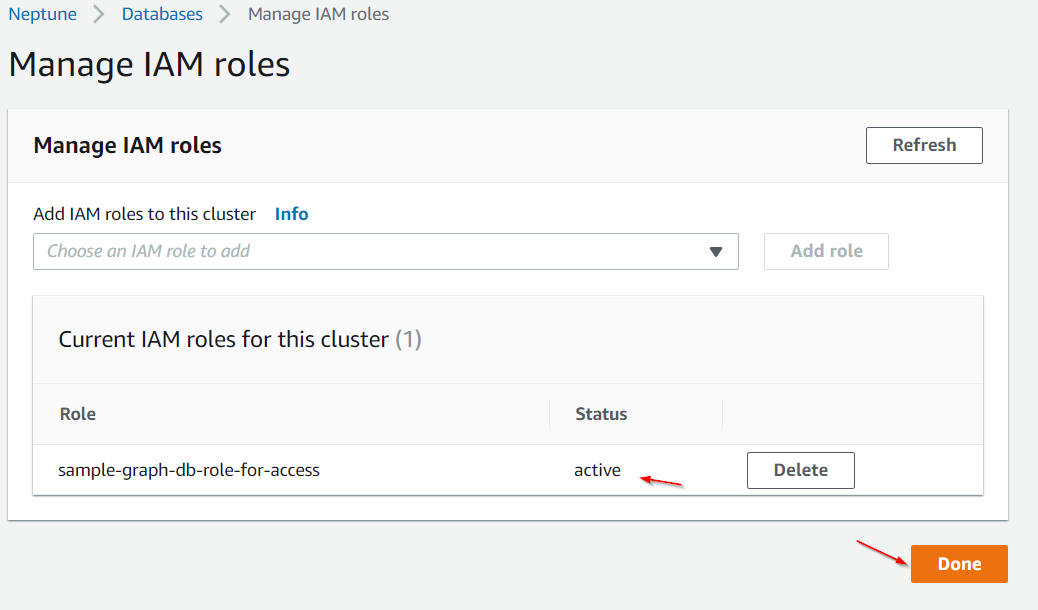 Neptune Databases Manage IAM roles
Manage IAM roles
Manage IAM roles Refresh
Add IAM roles to this cluster Info
Choose an IAM role to add Add role
Current IAM roles for this cluster (1)
Role Status
sample-graph-db-role-for-access active Delete
Done